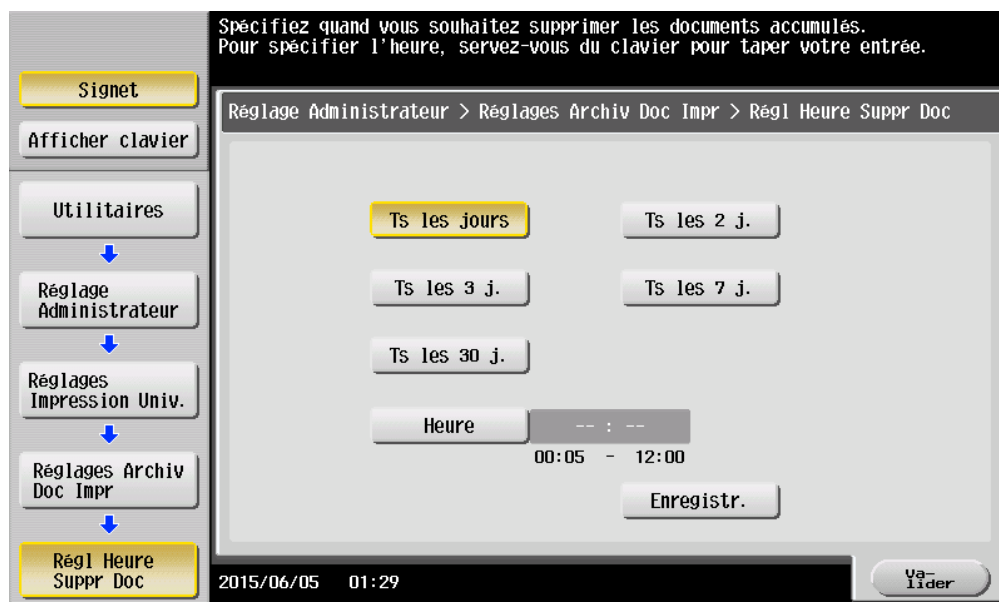 Spécifiez quand vous souhaitez supprimer les documents accumulés.
Pour spécifier l'heure, servez-vous du clavier pour taper votre entrée.
Signet
Afficher clavier
Utilitaires
Réglage
Administrateur
Réglages
Impression Univ.
Réglages Archiv
Doc Impr
Régl Heure
Suppr Doc
Réglage Administrateur > Réglages Archiv Doc Impr > Régl Heure Suppr Doc
Ts les jours
Ts les 2 j.
Ts les 3 j.
Ts les 7 j.
Ts les 30 j.
Heure
-- : --
00:05 - 12:00
Enregistr.
2015/06/05 01:29
Va-
lider